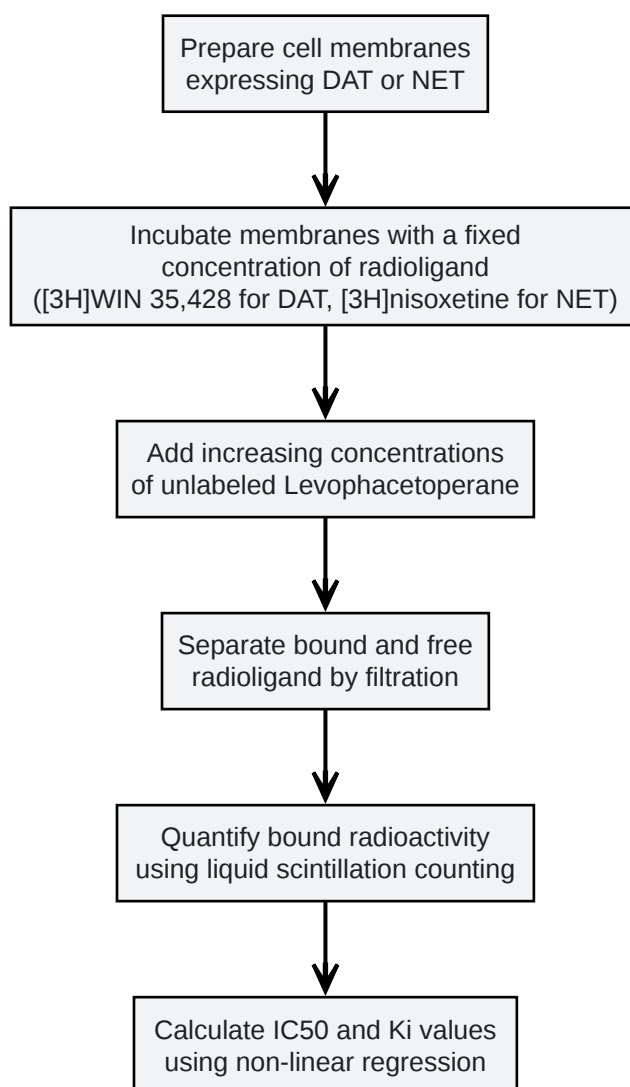 Prepare cell membranes
expressing DAT or NET
Incubate membranes with a fixed
concentration of radioligand
([3H]WIN 35,428 for DAT, [3H]nisoxetine for NET)
Add increasing concentrations
of unlabeled Levophacetoperane
Separate bound and free
radioligand by filtration
Quantify bound radioactivity
using liquid scintillation counting
Calculate IC50 and Ki values
using non-linear regression